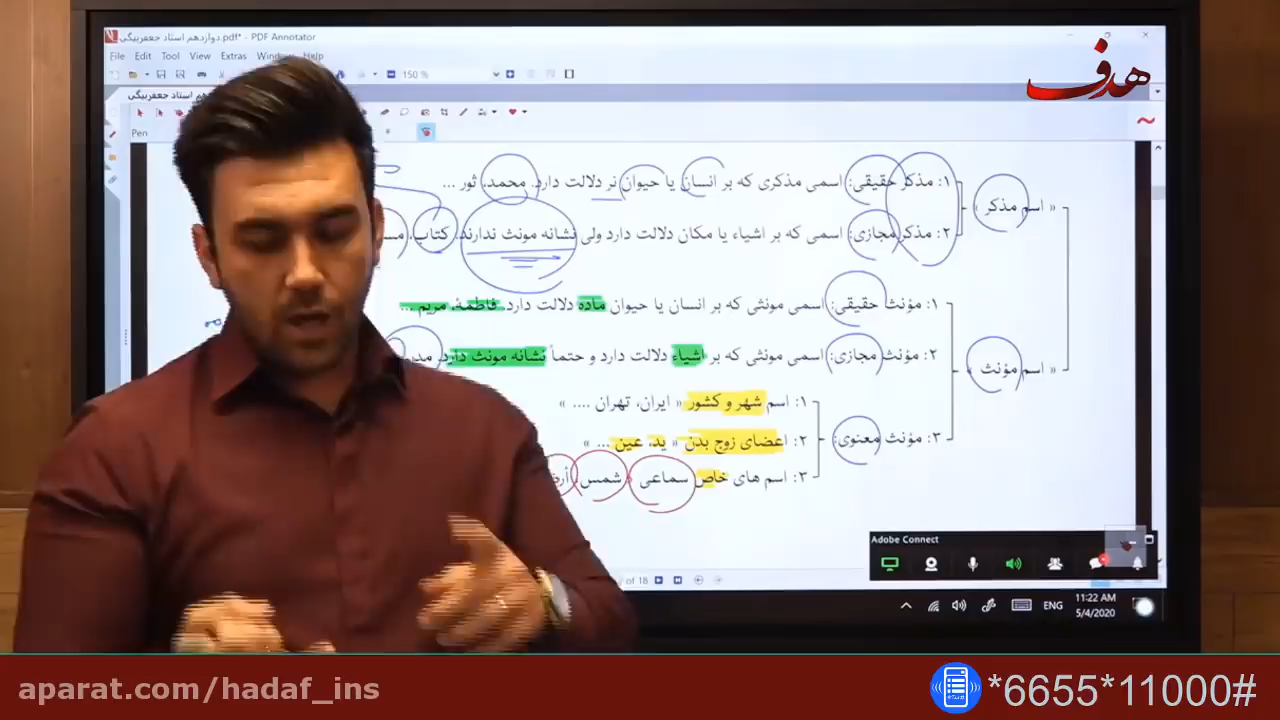 دوازدهم استاد جعفربیگی.pdf* - PDF Annotator
File Edit Tool View Extras Window Help
150 %
هدف
Pen
« اسم مذکر »
۱: مذکر حقیقی: اسمی مذکری که بر انسان یا حیوان نر دلالت دارد. محمد، ثور ...
۲: مذکر مجازی: اسمی که بر اشیاء یا مکان دلالت دارد ولی نشانه مونث ندارند. کتاب،
« اسم مؤنث »
۱: مؤنث حقیقی: اسمی مونثی که بر انسان یا حیوان ماده دلالت دارد. فاطمة، مریم ...
۲: مؤنث مجازی: اسمی مونثی که بر اشیاء دلالت دارد و حتماً نشانه مونث دارد.
۳: مؤنث معنوی:
۱: اسم شهر و کشور « ایران، تهران .... »
۲: اعضای زوج بدن « ید، عین ... »
۳: اسم های خاص سماعی « شمس،
Adobe Connect
of 18
11:22 AM
ENG
5/4/2020
aparat.com/hadaf_ins
*6655*11000#